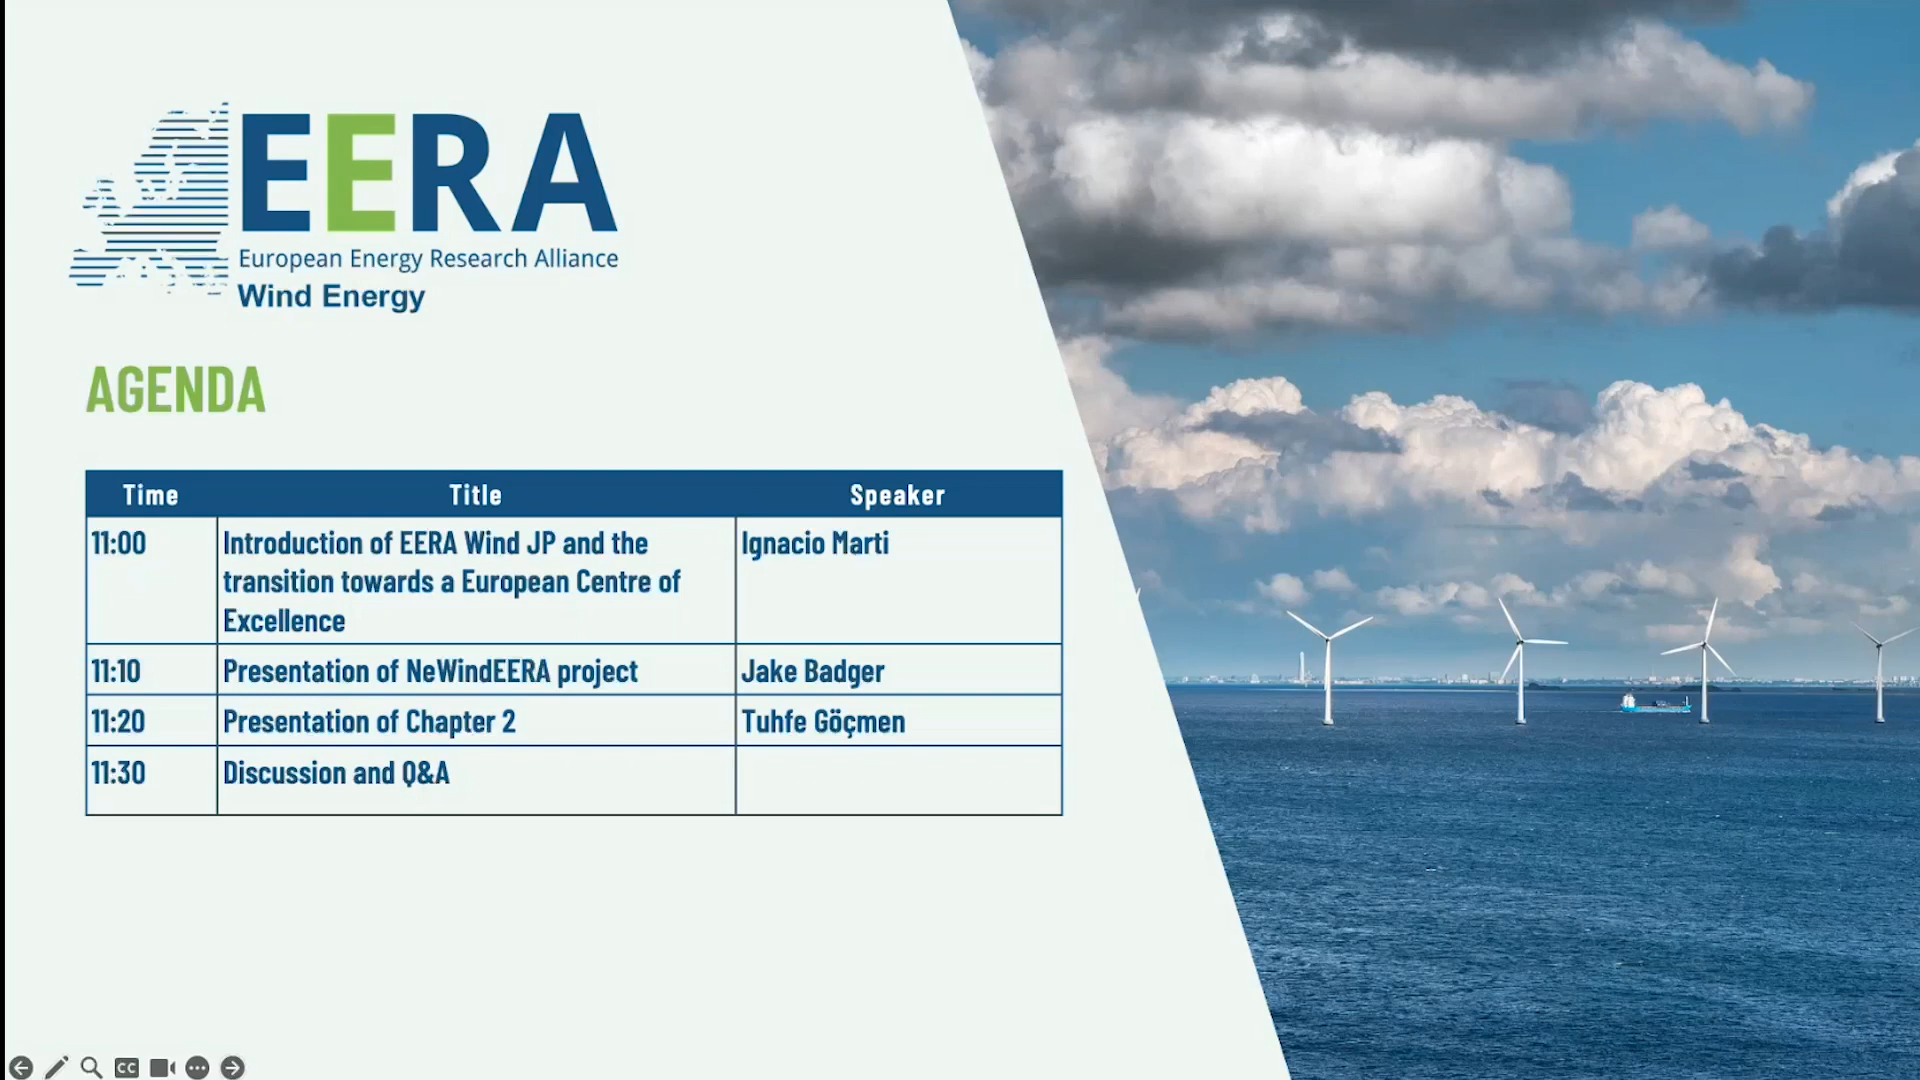 EERA
European Energy Research Alliance
Wind Energy
AGENDA
Time Title Speaker
11:00 Introduction of EERA Wind JP and the Ignacio Marti
transition towards a European Centre of
Excellence
11:10 Presentation of NeWindEERA project Jake Badger
11:20 Presentation of Chapter 2 Tuhfe Göçmen
11:30 Discussion and Q&A
CC